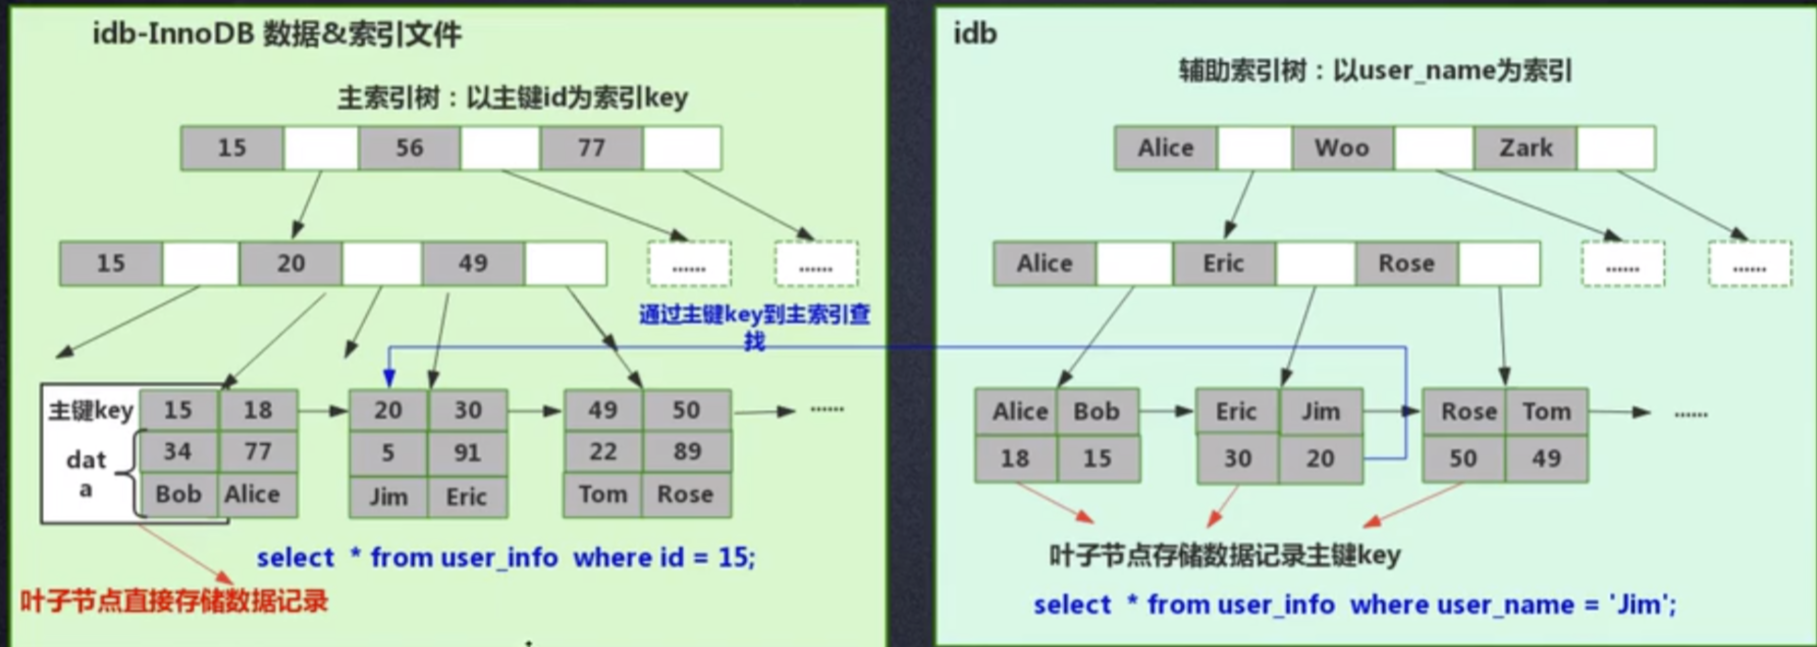 idb-InnoDB 数据&索引文件
主索引树：以主键id为索引key
15 56 77
15 20 49 ...... ......
通过主键key到主索引查
找
主键key 15 18 20 30 49 50 ......
dat
a
34 77 5 91 22 89
Bob Alice Jim Eric Tom Rose
select * from user_info where id = 15;
叶子节点直接存储数据记录
idb
辅助索引树：以user_name为索引
Alice Woo Zark
Alice Eric Rose ...... ......
Alice Bob Eric Jim Rose Tom ......
18 15 30 20 50 49
叶子节点存储数据记录主键key
select * from user_info where user_name = 'Jim';